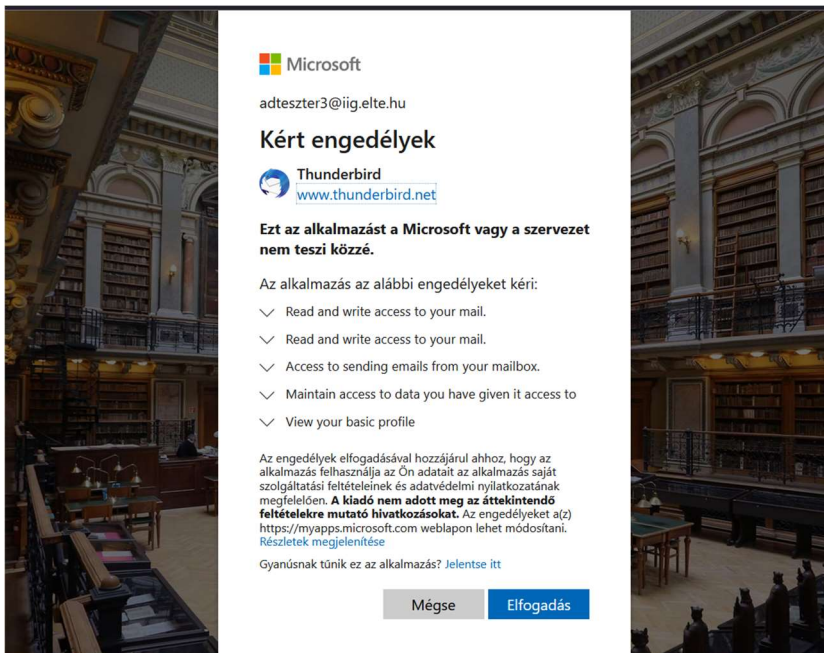 Microsoft
adteszter3@iig.elte.hu
Kért engedélyek
Thunderbird
www.thunderbird.net
Ezt az alkalmazást a Microsoft vagy a szervezet
nem teszi közzé.
Az alkalmazás az alábbi engedélyeket kéri:
Read and write access to your mail.
Read and write access to your mail.
Access to sending emails from your mailbox.
Maintain access to data you have given it access to
View your basic profile
Az engedélyek elfogadásával hozzájárul ahhoz, hogy az
alkalmazás felhasználja az Ön adatait az alkalmazás saját
szolgáltatási feltételeinek és adatvédelmi nyilatkozatának
megfelelően. A kiadó nem adott meg az áttekintendő
feltételekre mutató hivatkozásokat. Az engedélyeket a(z)
https://myapps.microsoft.com weblapon lehet módosítani.
Részletek megjelenítése
Gyanúsnak tűnik ez az alkalmazás? Jelentse itt
Mégse Elfogadás